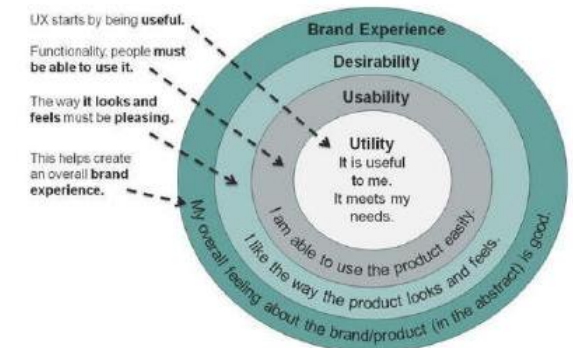 UX starts by being useful.
Functionality, people must
be able to use it.
The way it looks and
feels must be pleasing.
This helps create
an overall brand
experience.
Brand Experience
Desirability
Usability
Utility
It is useful
to me.
It meets my
needs.
I am able to use the product easily.
I like the way the product looks and feels.
My overall feeling about the brand/product (in the abstract) is good.